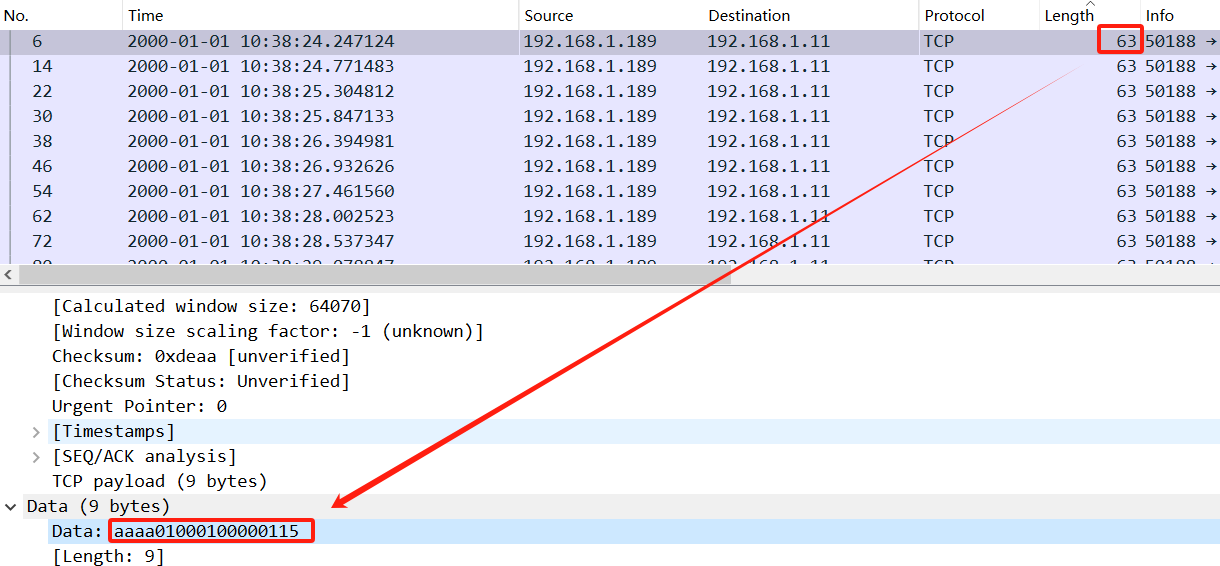 No. Time Source Destination Protocol Length Info
6 2000-01-01 10:38:24.247124 192.168.1.189 192.168.1.11 TCP 63 50188 →
14 2000-01-01 10:38:24.771483 192.168.1.189 192.168.1.11 TCP 63 50188 →
22 2000-01-01 10:38:25.304812 192.168.1.189 192.168.1.11 TCP 63 50188 →
30 2000-01-01 10:38:25.847133 192.168.1.189 192.168.1.11 TCP 63 50188 →
38 2000-01-01 10:38:26.394981 192.168.1.189 192.168.1.11 TCP 63 50188 →
46 2000-01-01 10:38:26.932626 192.168.1.189 192.168.1.11 TCP 63 50188 →
54 2000-01-01 10:38:27.461560 192.168.1.189 192.168.1.11 TCP 63 50188 →
62 2000-01-01 10:38:28.002523 192.168.1.189 192.168.1.11 TCP 63 50188 →
72 2000-01-01 10:38:28.537347 192.168.1.189 192.168.1.11 TCP 63 50188 →
[Calculated window size: 64070]
[Window size scaling factor: -1 (unknown)]
Checksum: 0xdeaa [unverified]
[Checksum Status: Unverified]
Urgent Pointer: 0
[Timestamps]
[SEQ/ACK analysis]
TCP payload (9 bytes)
Data (9 bytes)
Data: aaaa01000100000115
[Length: 9]